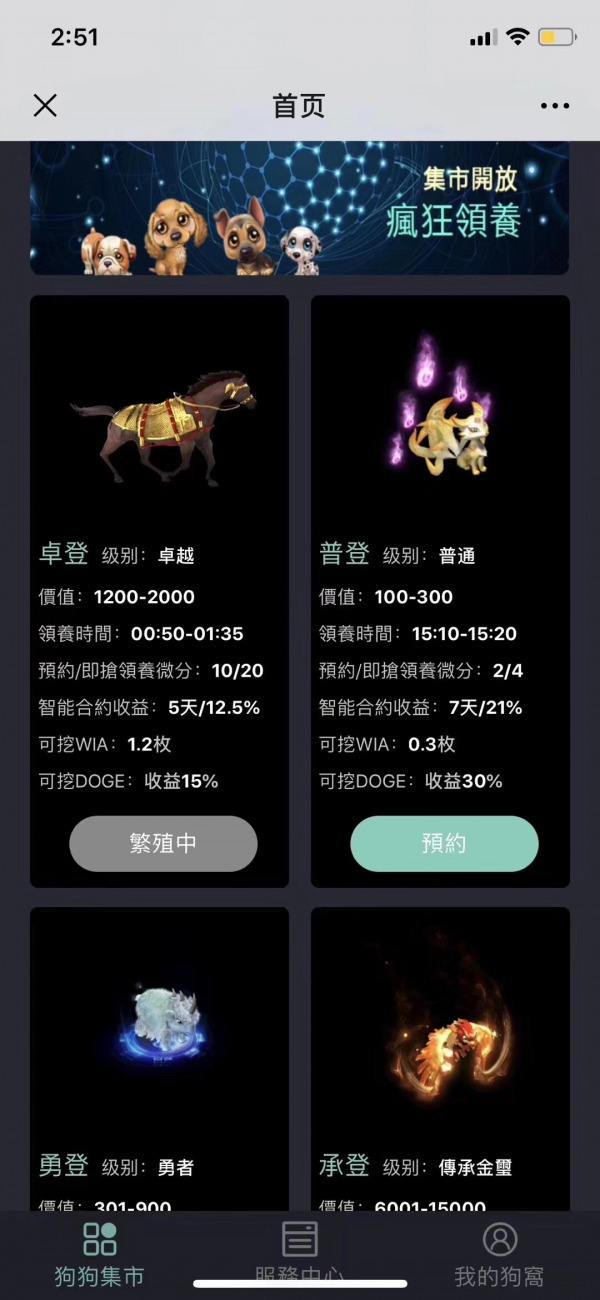 2:51
首页
集市開放
瘋狂領養
卓登 级别：卓越
價值：1200-2000
領養時間：00:50-01:35
預約/即搶領養微分：10/20
智能合約收益：5天/12.5%
可挖WIA：1.2枚
可挖DOGE：收益15%
繁殖中
普登 级别：普通
價值：100-300
領養時間：15:10-15:20
預約/即搶領養微分：2/4
智能合約收益：7天/21%
可挖WIA：0.3枚
可挖DOGE：收益30%
預約
勇登 级别：勇者
價值：301-900
承登 级别：傳承金璽
價值：6001-15000
狗狗集市
服務中心
我的狗窩